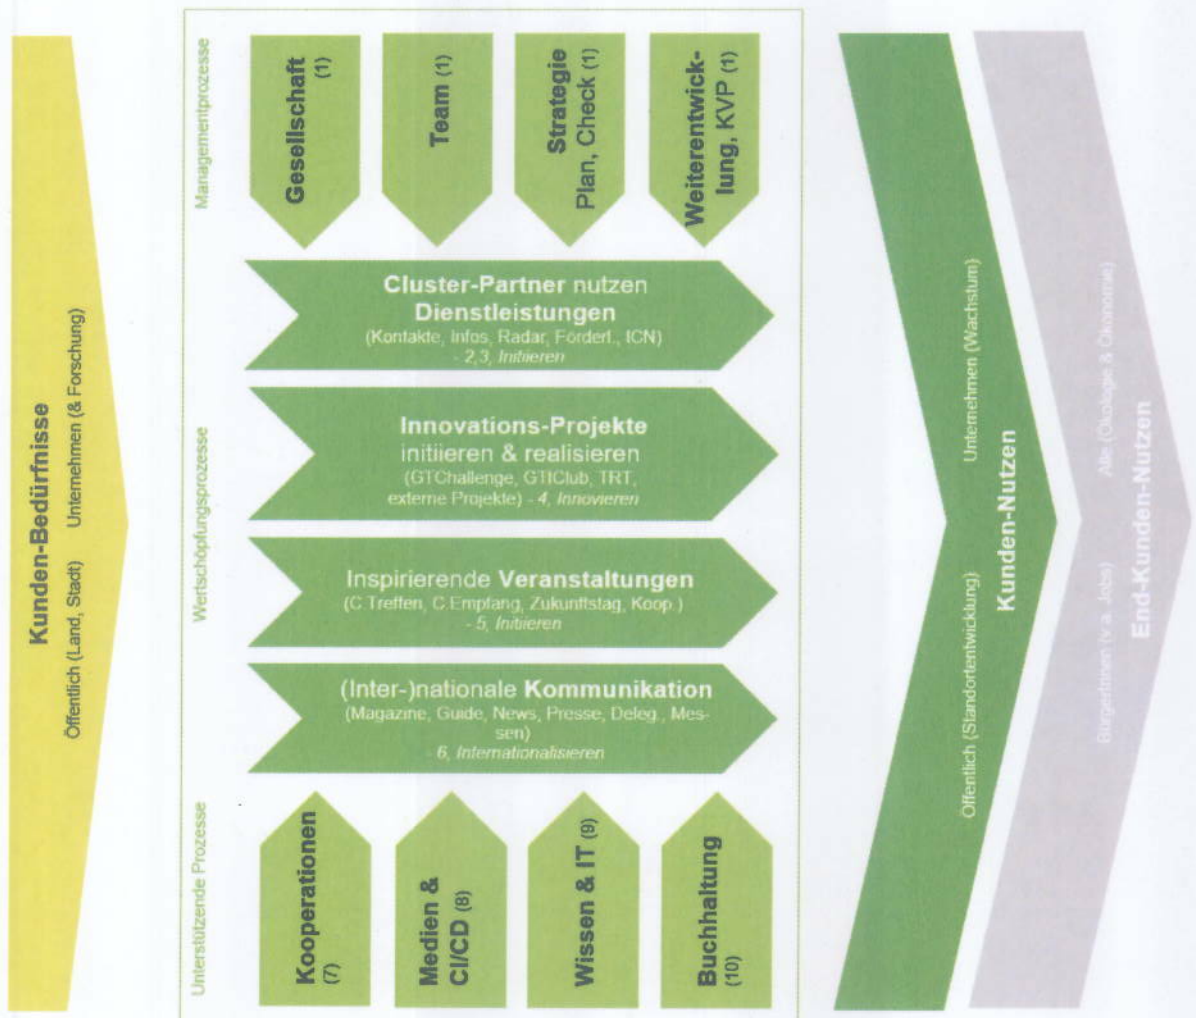 Kunden-Bedürfnisse
Öffentlich (Land, Stadt)
Unternehmen (& Forschung)
Managementprozesse
Gesellschaft
(1)
Team (1)
Strategie
Plan, Check (1)
Weiterentwick-
lung, KVP (1)
Wertschöpfungsprozesse
Cluster-Partner nutzen
Dienstleistungen
(Kontakte, Infos, Radar, Förderl., ICN)
- 2,3, Initiieren
Innovations-Projekte
initiieren & realisieren
(GTChallenge, GTIClub, TRT,
externe Projekte) - 4, Innovieren
Inspirierende Veranstaltungen
(C.Treffen, C.Empfang, Zukunftstag, Koop.)
- 5, Initiieren
(Inter-)nationale Kommunikation
(Magazine, Guide, News, Presse, Deleg., Mes-
sen)
- 6, Internationalisieren
Unterstützende Prozesse
Kooperationen
(7)
Medien &
CI/CD (8)
Wissen & IT (9)
Buchhaltung
(10)
Öffentlich (Standortentwicklung)
Unternehmen (Wachstum)
Kunden-Nutzen
BürgerInnen (v.a. Jobs)
Alle (Ökologie & Ökonomie)
End-Kunden-Nutzen